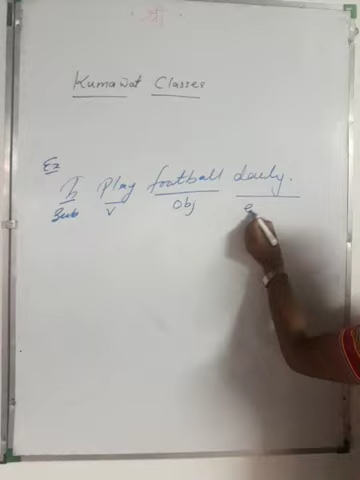 श्री
Kumawat Classes
Ex
I Play football daily.
Sub V Obj